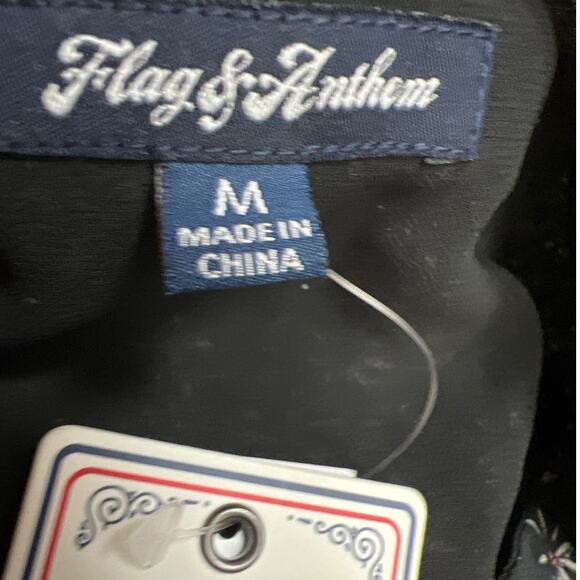 Flag & Anthem
M
MADE IN
CHINA